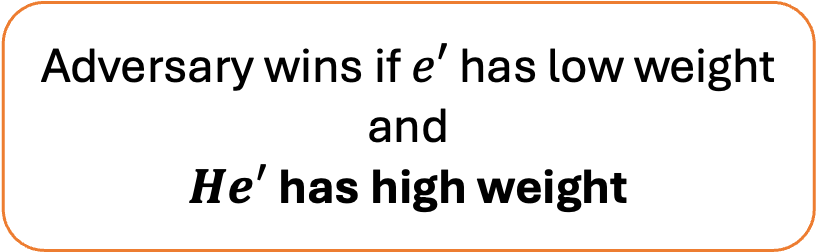 Adversary wins if 𝑒′ has low weight
and
𝑯𝒆′ has high weight